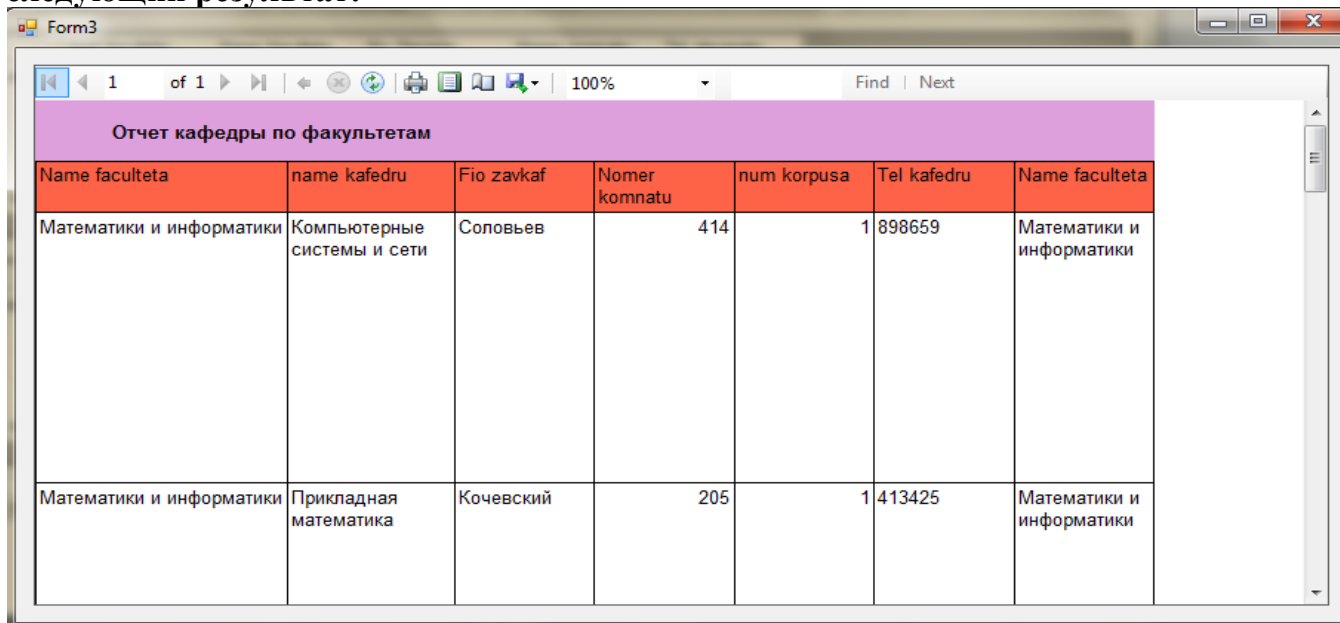 следующий результат:
Form3
1 of 1 100% Find | Next
Отчет кафедры по факультетам
Name faculteta name kafedru Fio zavkaf Nomer komnatu num korpusa Tel kafedru Name faculteta
Математики и информатики Компьютерные системы и сети Соловьев 414 1 898659 Математики и информатики
Математики и информатики Прикладная математика Кочевский 205 1 413425 Математики и информатики